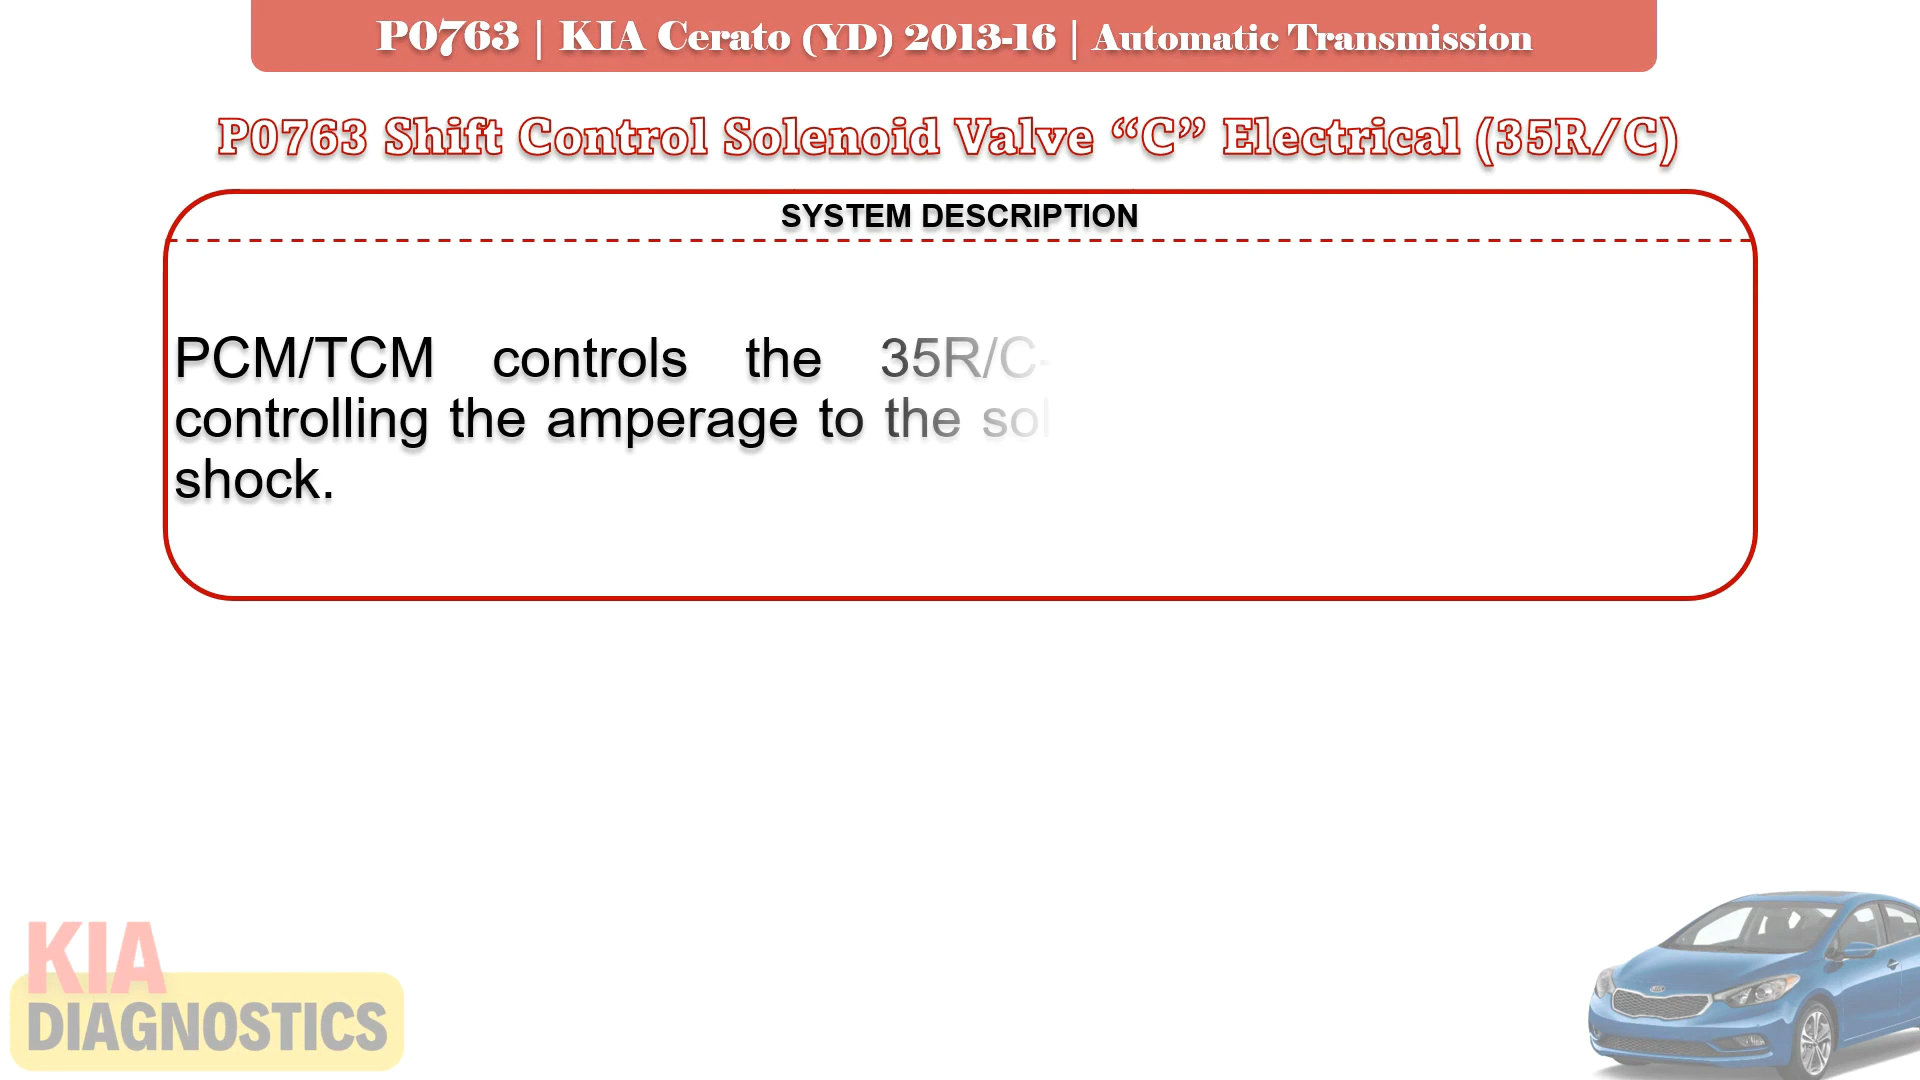 P0763 | KIA Cerato (YD) 2013-16 | Automatic Transmission
P0763 Shift Control Solenoid Valve “C” Electrical (35R/C)
SYSTEM DESCRIPTION
PCM/TCM controls the 35R/C-
controlling the amperage to the
shock.
KIA
DIAGNOSTICS